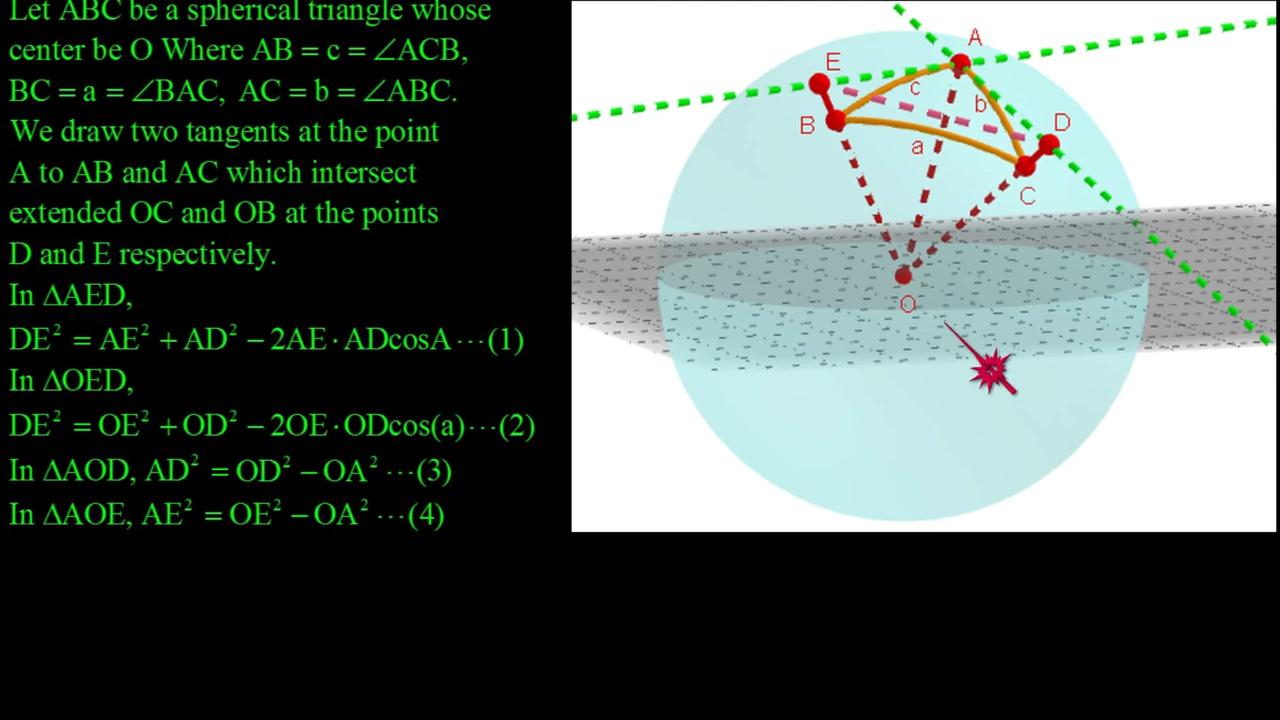 Let ABC be a spherical triangle whose
center be O Where AB = c = ∠ACB,
BC = a = ∠BAC, AC = b = ∠ABC.
We draw two tangents at the point
A to AB and AC which intersect
extended OC and OB at the points
D and E respectively.
In ΔAED,
DE² = AE² + AD² − 2AE · ADcosA ⋯(1)
In ΔOED,
DE² = OE² + OD² − 2OE · ODcos(a) ⋯(2)
In ΔAOD, AD² = OD² − OA² ⋯(3)
In ΔAOE, AE² = OE² − OA² ⋯(4)
A
E
c
b
B
D
a
C
O